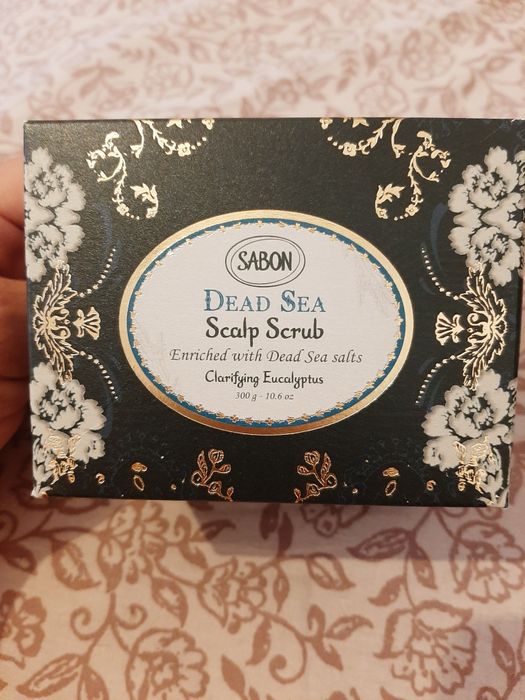 SABON
DEAD SEA
Scalp Scrub
Enriched with Dead Sea salts
Clarifying Eucalyptus
300 g - 10.6 oz